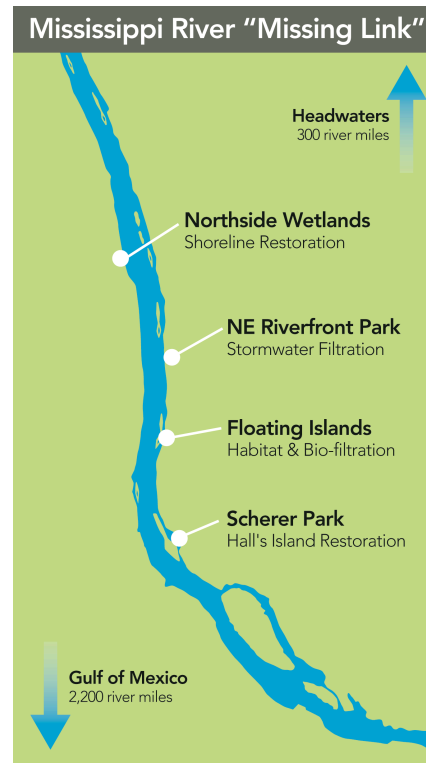 Mississippi River “Missing Link”
Headwaters
300 river miles
Northside Wetlands
Shoreline Restoration
NE Riverfront Park
Stormwater Filtration
Floating Islands
Habitat & Bio-filtration
Scherer Park
Hall's Island Restoration
Gulf of Mexico
2,200 river miles